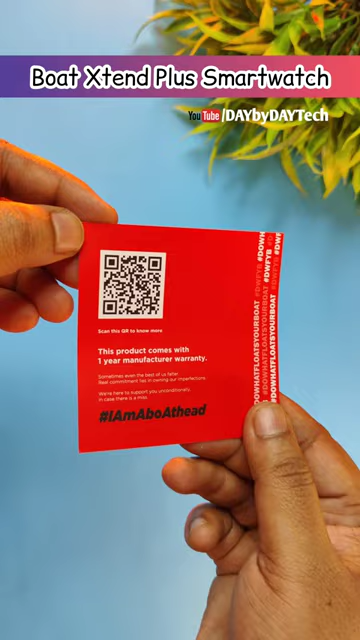 Boat Xtend Plus Smartwatch
YouTube/DAYbyDAYTech
Scan this QR to know more
This product comes with
1 year manufacturer warranty.
Sometimes even the best of us falter.
Real commitment lies in owning our imperfections.
We're here to support you unconditionally
in case there is a miss.
#IAmAboAthead
#DOWHATFLOATSYOURBOAT
#DOWHATFLOATSYOURBOAT
#DOWHATFLOATSYOURBOAT